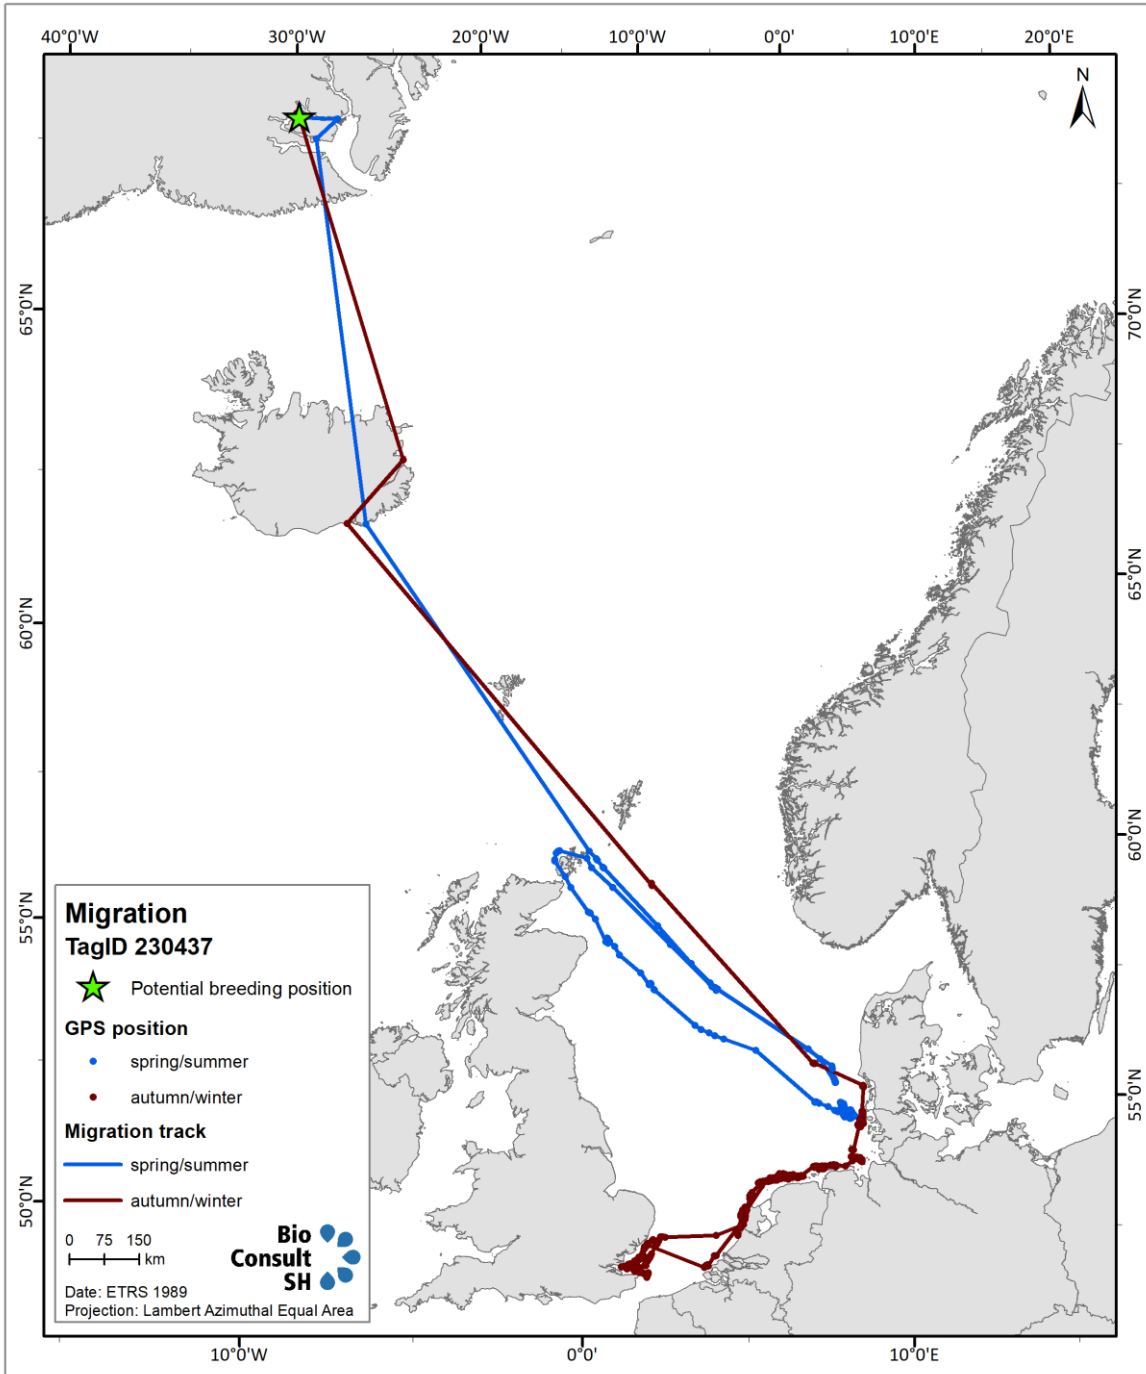 40°0'W 30°0'W 20°0'W 10°0'W 0°0' 10°0'E 20°0'E
N
65°0'N
70°0'N
60°0'N
65°0'N
55°0'N
60°0'N
50°0'N
55°0'N
Migration
TagID 230437
Potential breeding position
GPS position
spring/summer
autumn/winter
Migration track
spring/summer
autumn/winter
0 75 150
km
Bio
Consult
SH
Date: ETRS 1989
Projection: Lambert Azimuthal Equal Area
10°0'W 0°0' 10°0'E